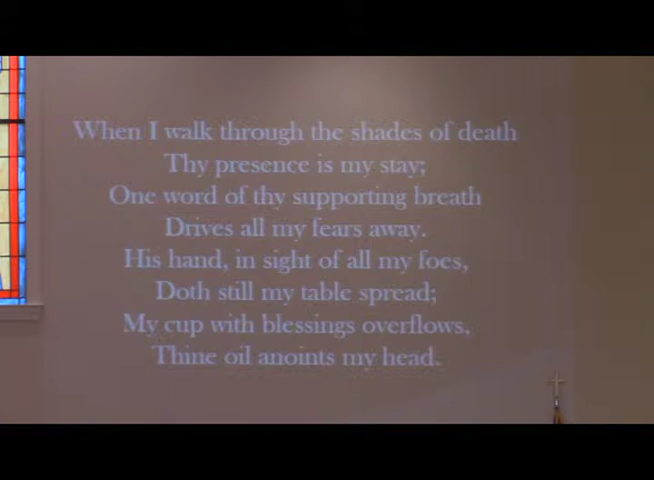 When I walk through the shades of death
Thy presence is my stay;
One word of thy supporting breath
Drives all my fears away.
His hand, in sight of all my foes,
Doth still my table spread;
My cup with blessings overflows,
Thine oil anoints my head.